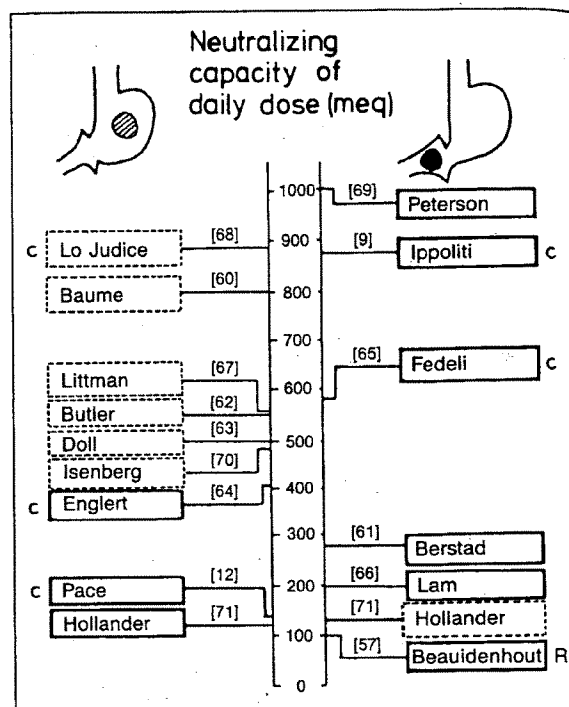 Neutralizing
capacity of
daily dose (meq)
1000
900
800
700
600
500
400
300
200
100
0
c Lo Judice [68]
Baume [60]
Littman [67]
Butler [62]
Doll [63]
Isenberg [70]
c Englert [64]
c Pace [12]
Hollander [71]
[69] Peterson
[9] Ippoliti c
[65] Fedeli c
[61] Berstad
[66] Lam
[71] Hollander
[57] Beauidenhout R